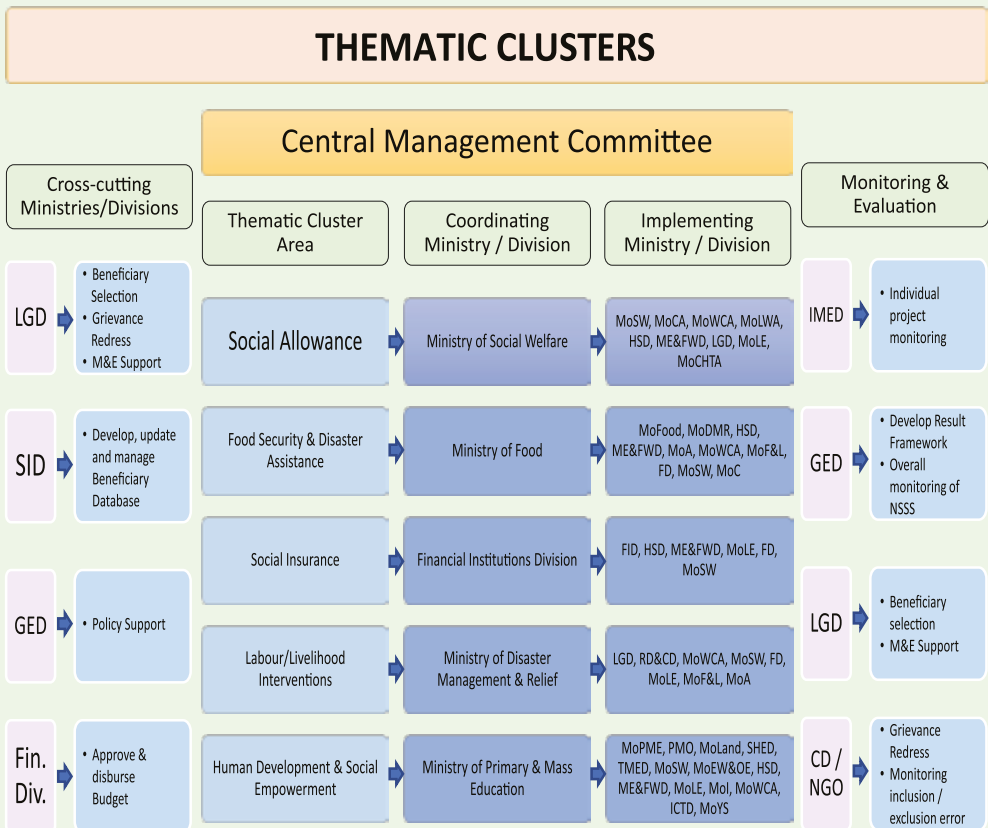 THEMATIC CLUSTERS
Central Management Committee
Cross-cutting
Ministries/Divisions
LGD
• Beneficiary
Selection
• Grievance
Redress
• M&E Support
SID
• Develop, update
and manage
Beneficiary
Database
GED
• Policy Support
Fin.
Div.
• Approve &
disburse
Budget
Thematic Cluster
Area
Coordinating
Ministry / Division
Implementing
Ministry / Division
Social Allowance
Ministry of Social Welfare
MoSW, MoCA, MoWCA, MoLWA,
HSD, ME&FWD, LGD, MoLE,
MoCHTA
Food Security & Disaster
Assistance
Ministry of Food
MoFood, MoDMR, HSD,
ME&FWD, MoA, MoWCA, MoF&L,
FD, MoSW, MoC
Social Insurance
Financial Institutions Division
FID, HSD, ME&FWD, MoLE, FD,
MoSW
Labour/Livelihood
Interventions
Ministry of Disaster
Management & Relief
LGD, RD&CD, MoWCA, MoSW, FD,
MoLE, MoF&L, MoA
Human Development & Social
Empowerment
Ministry of Primary & Mass
Education
MoPME, PMO, MoLand, SHED,
TMED, MoSW, MoEW&OE, HSD,
ME&FWD, MoLE, MoI, MoWCA,
ICTD, MoYS
Monitoring &
Evaluation
IMED
• Individual
project
monitoring
GED
• Develop Result
Framework
• Overall
monitoring of
NSSS
LGD
• Beneficiary
selection
• M&E Support
CD /
NGO
• Grievance
Redress
• Monitoring
inclusion /
exclusion error